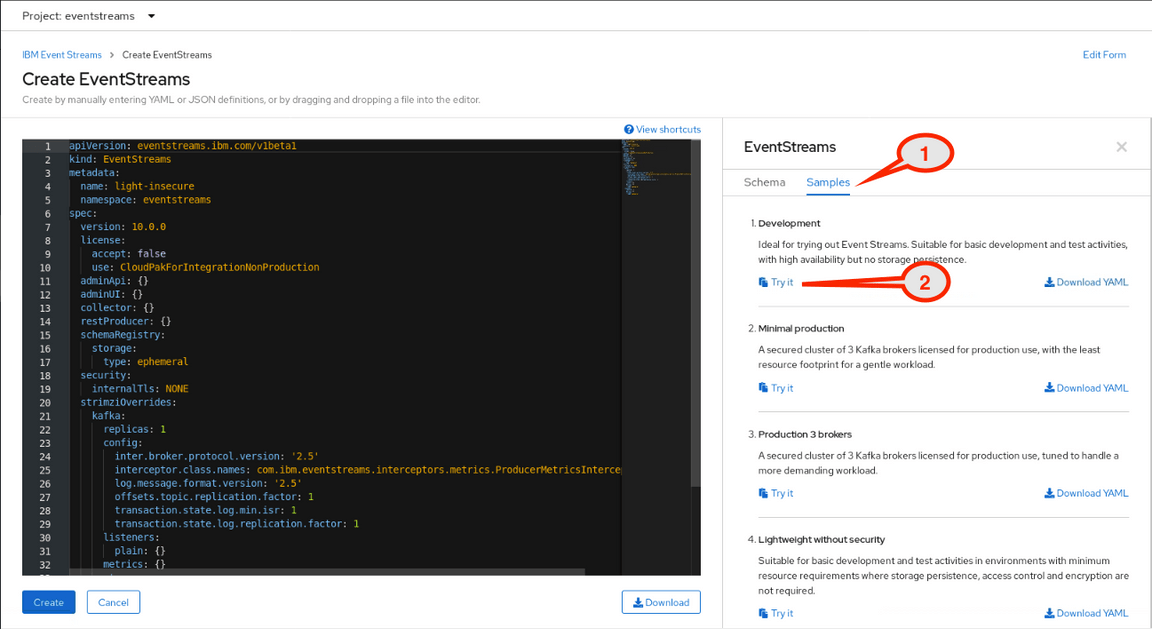 Project: eventstreams
IBM Event Streams > Create EventStreams
Edit Form
Create EventStreams
Create by manually entering YAML or JSON definitions, or by dragging and dropping a file into the editor.
View shortcuts
1 apiVersion: eventstreams.ibm.com/v1beta1
2 kind: EventStreams
3 metadata:
4 name: light-insecure
5 namespace: eventstreams
6 spec:
7 version: 10.0.0
8 license:
9 accept: false
10 use: CloudPakForIntegrationNonProduction
11 adminApi: {}
12 adminUI: {}
13 collector: {}
14 restProducer: {}
15 schemaRegistry:
16 storage:
17 type: ephemeral
18 security:
19 internalTls: NONE
20 strimziOverrides:
21 kafka:
22 replicas: 1
23 config:
24 inter.broker.protocol.version: '2.5'
25 interceptor.class.names: com.ibm.eventstreams.interceptors.metrics.ProducerMetricsInterce
26 log.message.format.version: '2.5'
27 offsets.topic.replication.factor: 1
28 transaction.state.log.min.isr: 1
29 transaction.state.log.replication.factor: 1
30 listeners:
31 plain: {}
32 metrics: {}
Create
Cancel
Download
EventStreams
1
Schema
Samples
1. Development
Ideal for trying out Event Streams. Suitable for basic development and test activities,
with high availability but no storage persistence.
Try it
2
Download YAML
2. Minimal production
A secured cluster of 3 Kafka brokers licensed for production use, with the least
resource footprint for a gentle workload.
Try it
Download YAML
3. Production 3 brokers
A secured cluster of 3 Kafka brokers licensed for production use, tuned to handle a
more demanding workload.
Try it
Download YAML
4. Lightweight without security
Suitable for basic development and test activities in environments with minimum
resource requirements where storage persistence, access control and encryption are
not required.
Try it
Download YAML